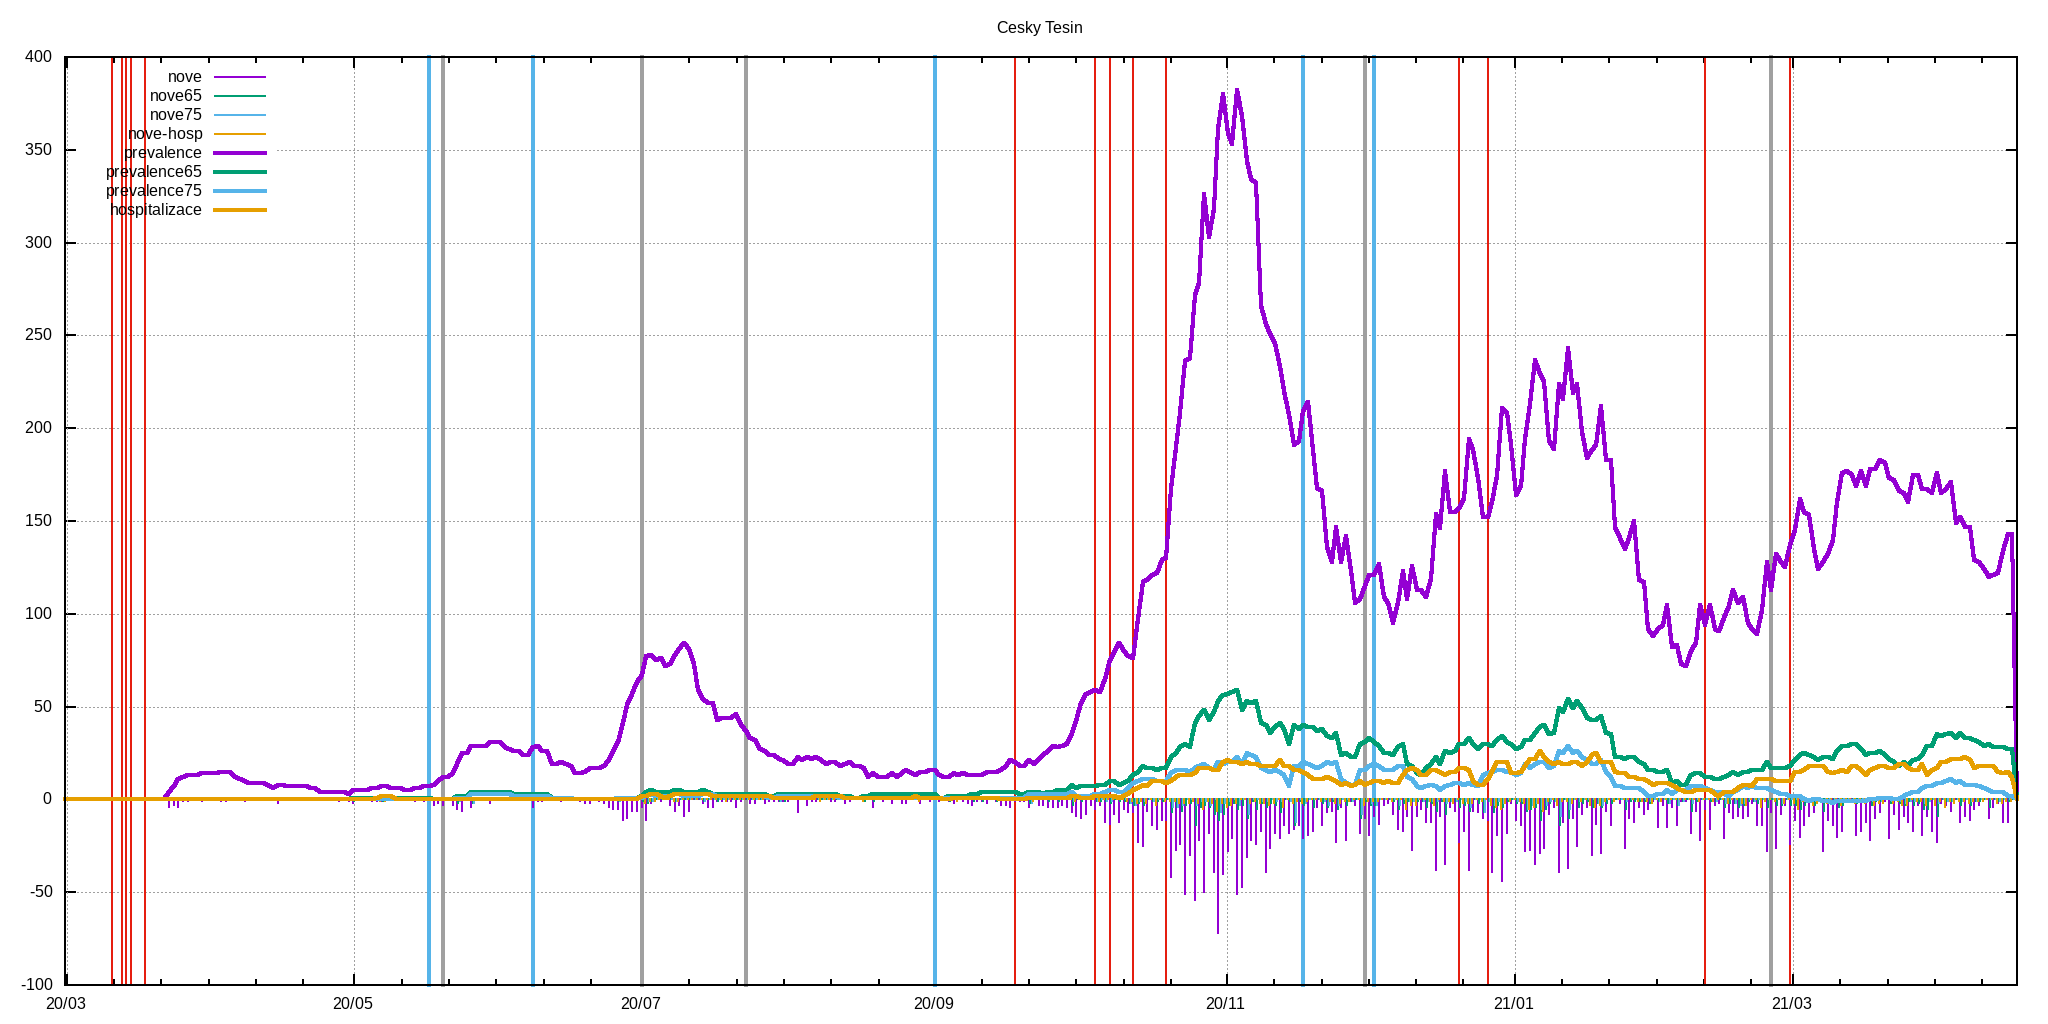 Cesky Tesin
400
350
300
250
200
150
100
50
0
-50
-100
nove
nove65
nove75
nove-hosp
prevalence
prevalence65
prevalence75
hospitalizace
20/03 20/05 20/07 20/09 20/11 21/01 21/03